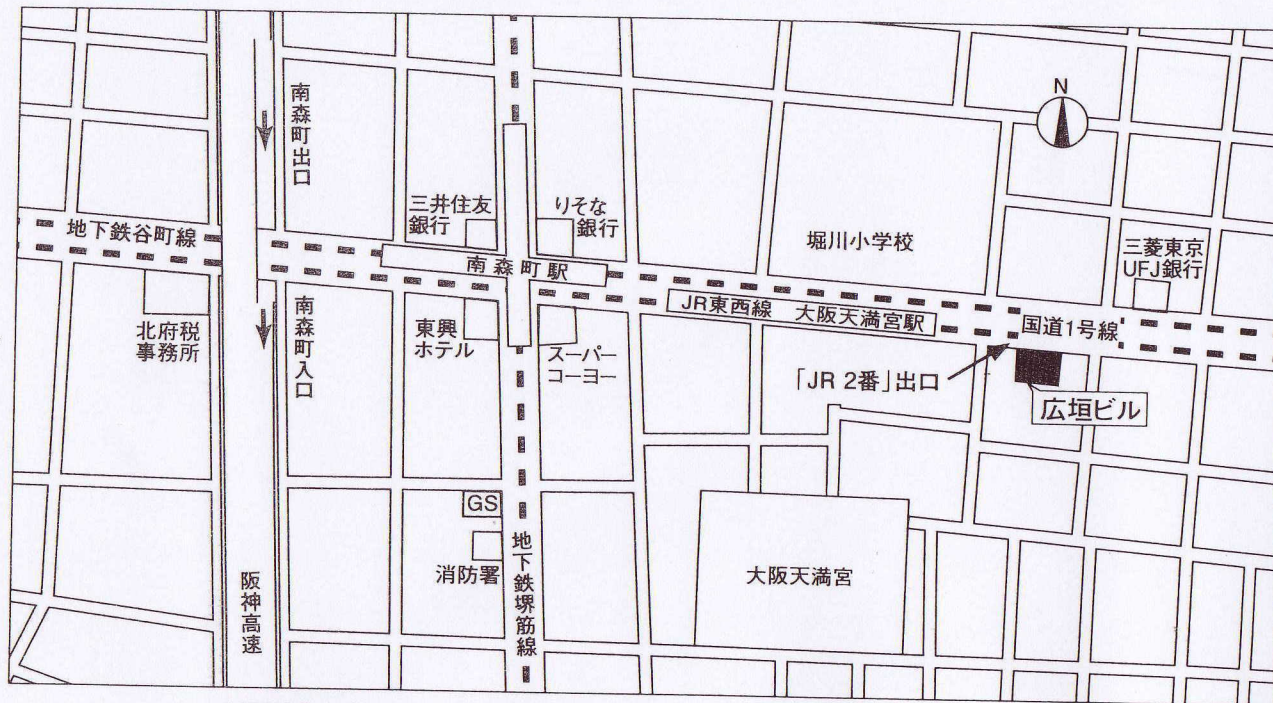 N
南森町出口
三井住友
銀行
りそな
銀行
地下鉄谷町線
堀川小学校
三菱東京
UFJ銀行
南森町駅
JR東西線 大阪天満宮駅
国道1号線
北府税
事務所
南森町入口
東興
ホテル
スーパー
コーヨー
「JR 2番」出口
広垣ビル
GS
消防署
地下鉄堺筋線
大阪天満宮
阪神高速